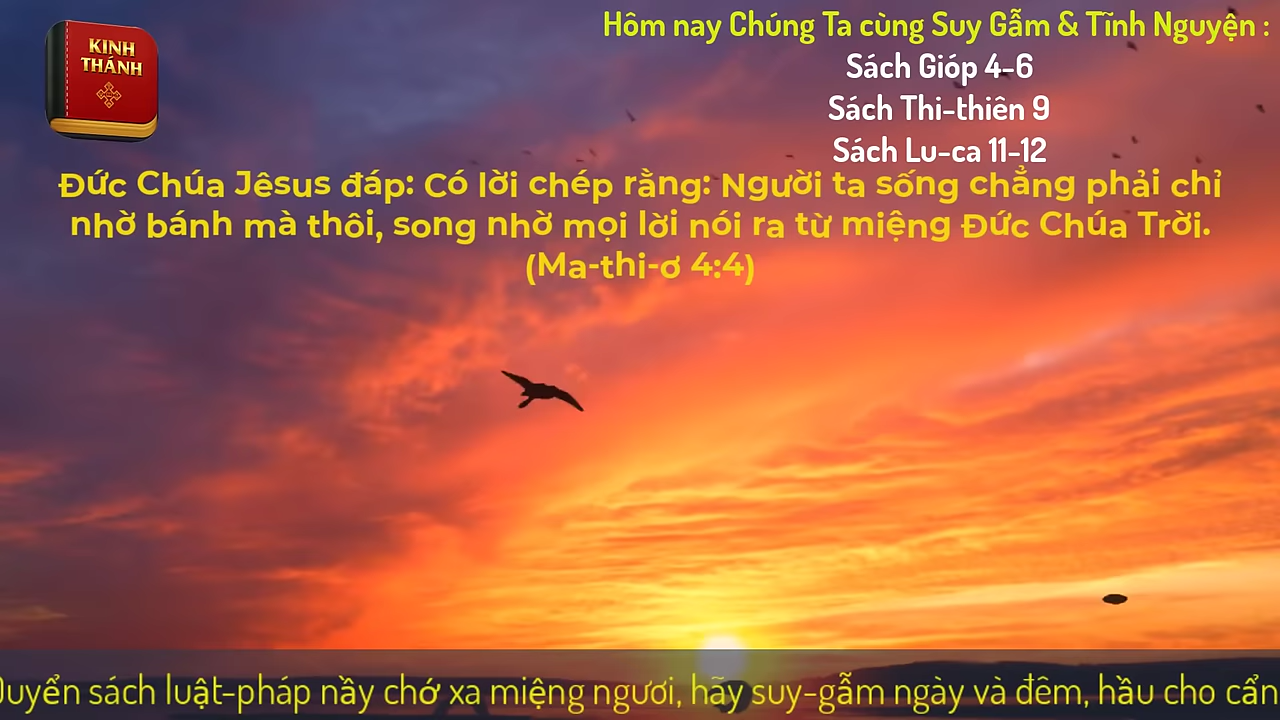 KINH
THÁNH
Hôm nay Chúng Ta cùng Suy Gẫm & Tĩnh Nguyện :
Sách Gióp 4-6
Sách Thi-thiên 9
Sách Lu-ca 11-12
Đức Chúa Jêsus đáp: Có lời chép rằng: Người ta sống chẳng phải chỉ
nhờ bánh mà thôi, song nhờ mọi lời nói ra từ miệng Đức Chúa Trời.
(Ma-thi-ơ 4:4)
Quyển sách luật-pháp nầy chớ xa miệng ngươi, hãy suy-gẫm ngày và đêm, hầu cho cẩn